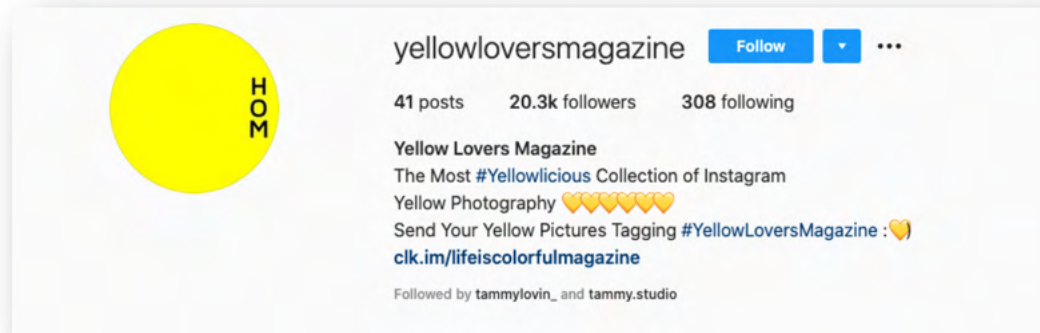 HOM
yellowloversmagazine Follow
41 posts 20.3k followers 308 following
Yellow Lovers Magazine
The Most #Yellowlicious Collection of Instagram
Yellow Photography 💛💛💛💛💛💛
Send Your Yellow Pictures Tagging #YellowLoversMagazine :💛)
clk.im/lifeiscolorfulmagazine
Followed by tammylovin_ and tammy.studio